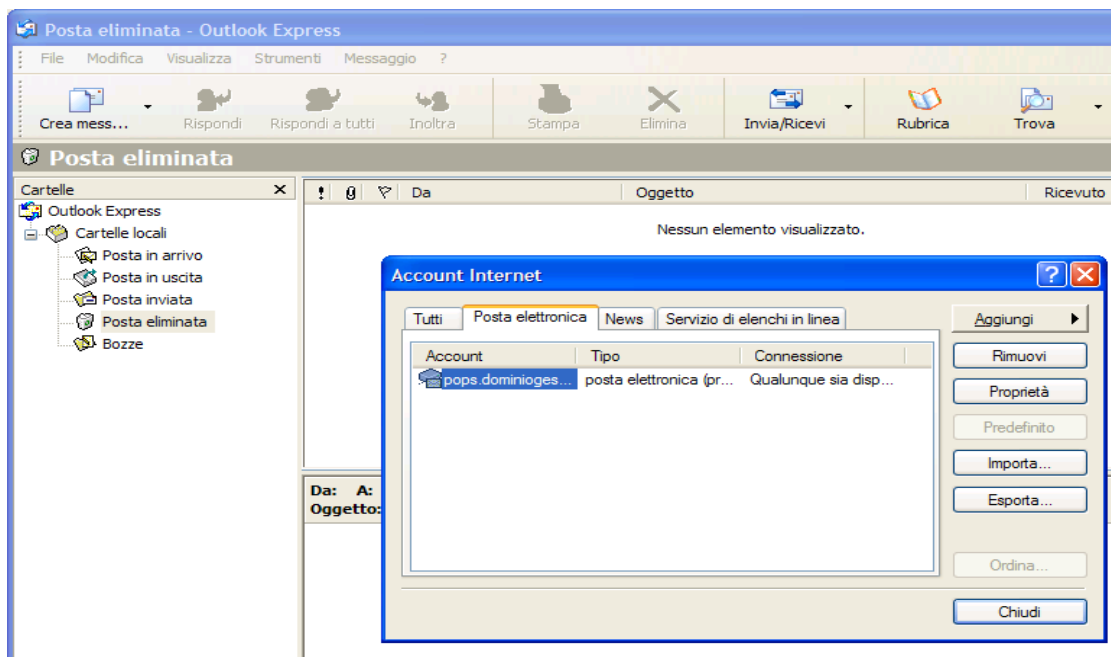 Posta eliminata - Outlook Express
File Modifica Visualizza Strumenti Messaggio ?
Crea mess... Rispondi Rispondi a tutti Inoltra Stampa Elimina Invia/Ricevi Rubrica Trova
Posta eliminata
Cartelle
Outlook Express
Cartelle locali
Posta in arrivo
Posta in uscita
Posta inviata
Posta eliminata
Bozze
! Da Oggetto Ricevuto
Nessun elemento visualizzato.
Da: A:
Oggetto:
Account Internet
Tutti Posta elettronica News Servizio di elenchi in linea
Account Tipo Connessione
pops.dominioges... posta elettronica (pr... Qualunque sia disp...
Aggiungi
Rimuovi
Proprietà
Predefinito
Importa...
Esporta...
Ordina...
Chiudi